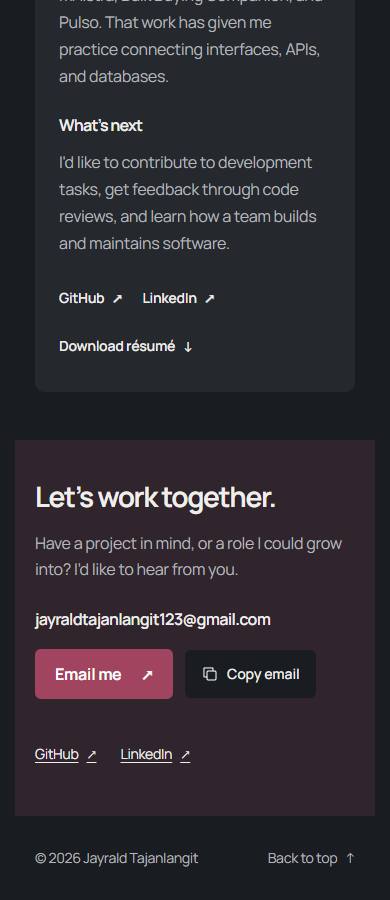 Pulso. That work has given me
practice connecting interfaces, APIs,
and databases.
What's next
I'd like to contribute to development
tasks, get feedback through code
reviews, and learn how a team builds
and maintains software.
GitHub ↗ LinkedIn ↗
Download résumé ↓
Let's work together.
Have a project in mind, or a role I could grow
into? I'd like to hear from you.
jayraldtajanlangit123@gmail.com
Email me ↗ Copy email
GitHub ↗ LinkedIn ↗
© 2026 Jayrald Tajanlangit Back to top ↑